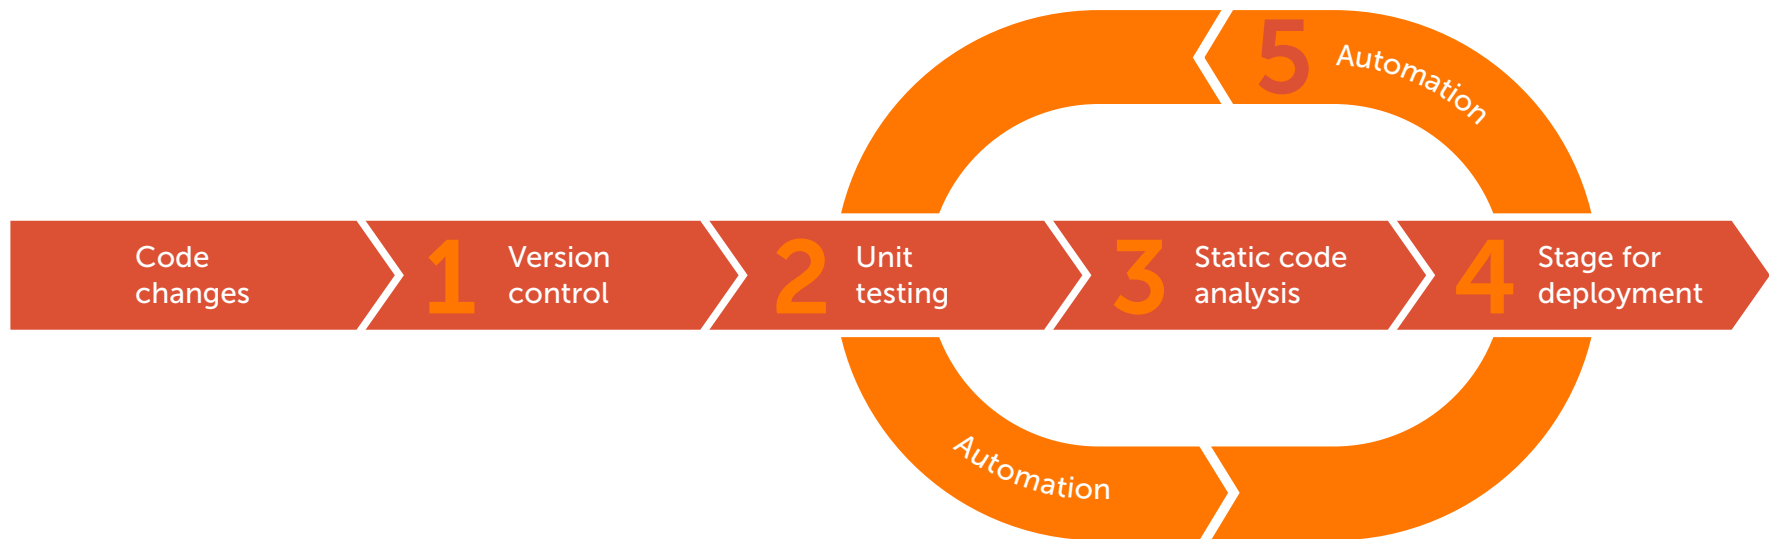 5 Automation
Code
changes
1 Version
control
2 Unit
testing
3 Static code
analysis
4 Stage for
deployment
Automation